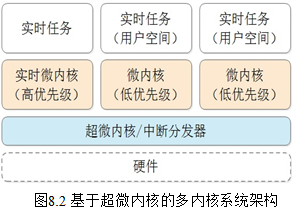 实时任务
实时任务
（用户空间）
实时任务
（用户空间）
实时微内核
（高优先级）
微内核
（低优先级）
微内核
（低优先级）
超微内核/中断分发器
硬件
图8.2 基于超微内核的多内核系统架构